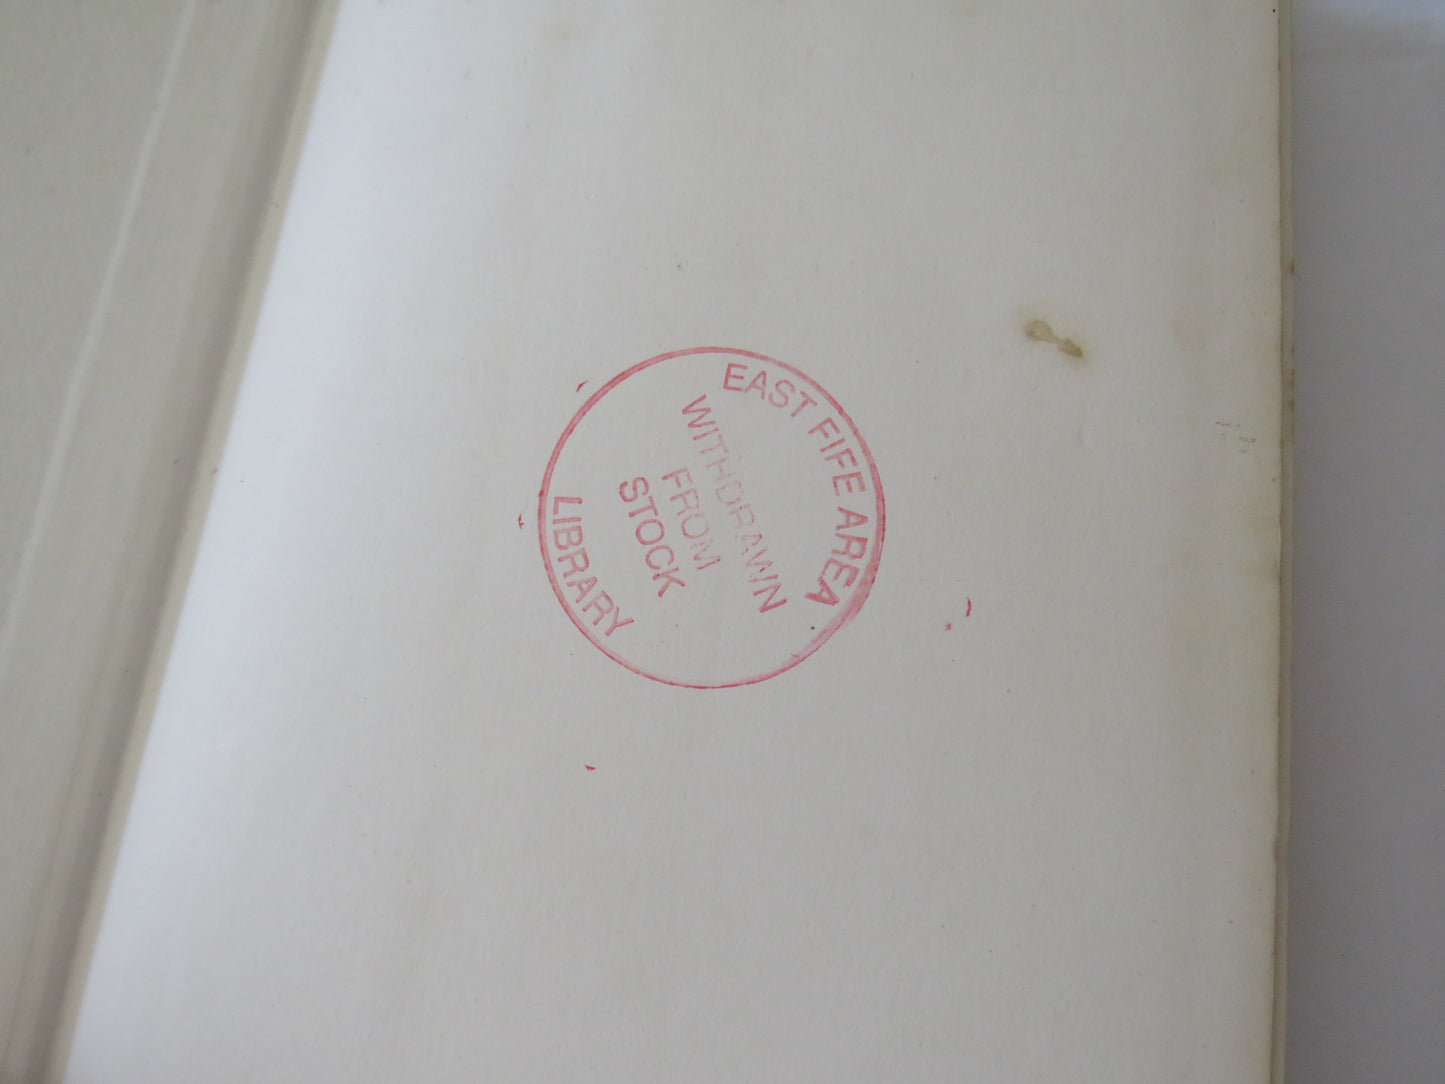 EAST FIFE AREA
WITHDRAWN
FROM
STOCK
LIBRARY